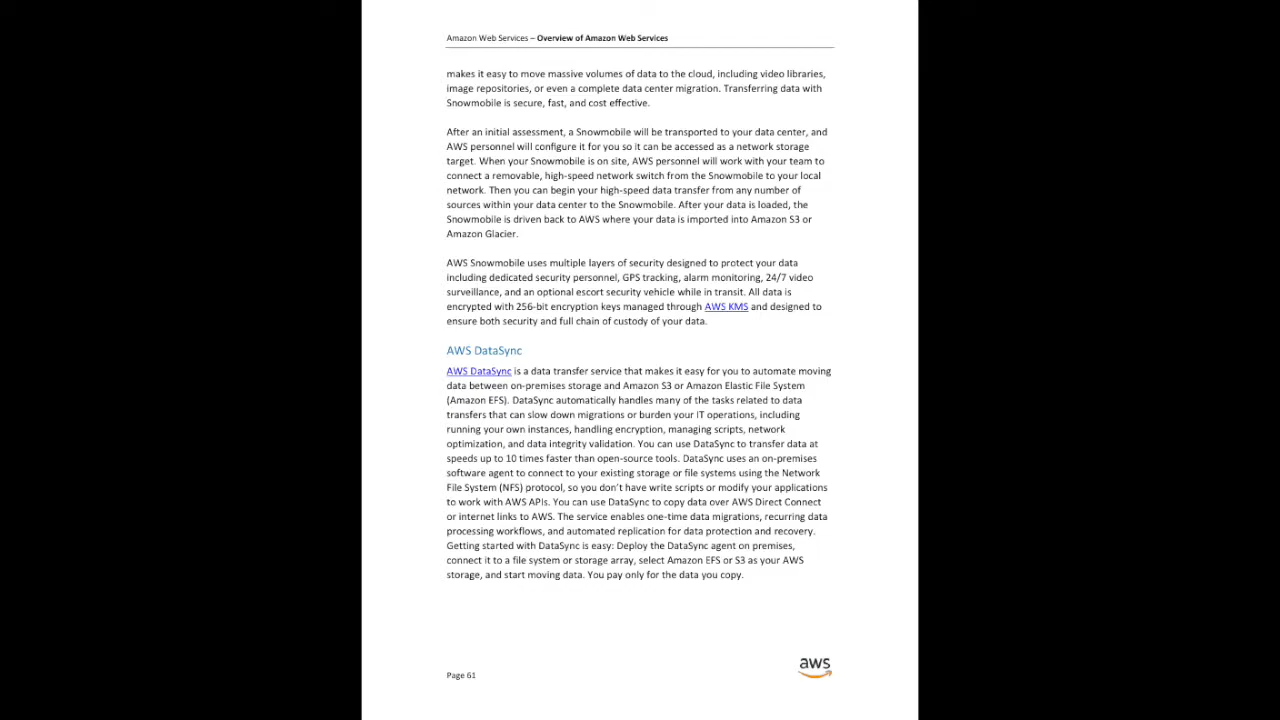 Amazon Web Services – Overview of Amazon Web Services
makes it easy to move massive volumes of data to the cloud, including video libraries,
image repositories, or even a complete data center migration. Transferring data with
Snowmobile is secure, fast, and cost effective.
After an initial assessment, a Snowmobile will be transported to your data center, and
AWS personnel will configure it for you so it can be accessed as a network storage
target. When your Snowmobile is on site, AWS personnel will work with your team to
connect a removable, high-speed network switch from the Snowmobile to your local
network. Then you can begin your high-speed data transfer from any number of
sources within your data center to the Snowmobile. After your data is loaded, the
Snowmobile is driven back to AWS where your data is imported into Amazon S3 or
Amazon Glacier.
AWS Snowmobile uses multiple layers of security designed to protect your data
including dedicated security personnel, GPS tracking, alarm monitoring, 24/7 video
surveillance, and an optional escort security vehicle while in transit. All data is
encrypted with 256-bit encryption keys managed through AWS KMS and designed to
ensure both security and full chain of custody of your data.
AWS DataSync
AWS DataSync is a data transfer service that makes it easy for you to automate moving
data between on-premises storage and Amazon S3 or Amazon Elastic File System
(Amazon EFS). DataSync automatically handles many of the tasks related to data
transfers that can slow down migrations or burden your IT operations, including
running your own instances, handling encryption, managing scripts, network
optimization, and data integrity validation. You can use DataSync to transfer data at
speeds up to 10 times faster than open-source tools. DataSync uses an on-premises
software agent to connect to your existing storage or file systems using the Network
File System (NFS) protocol, so you don’t have write scripts or modify your applications
to work with AWS APIs. You can use DataSync to copy data over AWS Direct Connect
or internet links to AWS. The service enables one-time data migrations, recurring data
processing workflows, and automated replication for data protection and recovery.
Getting started with DataSync is easy: Deploy the DataSync agent on premises,
connect it to a file system or storage array, select Amazon EFS or S3 as your AWS
storage, and start moving data. You pay only for the data you copy.
aws
Page 61